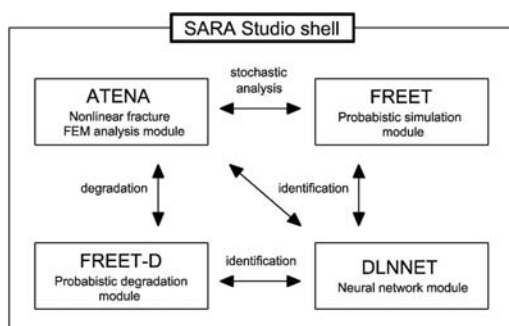 SARA Studio shell
ATENA
Nonlinear fracture
FEM analysis module
stochastic
analysis
FREET
Probabistic simulation
module
degradation
identification
FREET-D
Probabistic degradation
module
identification
DLNNET
Neural network module